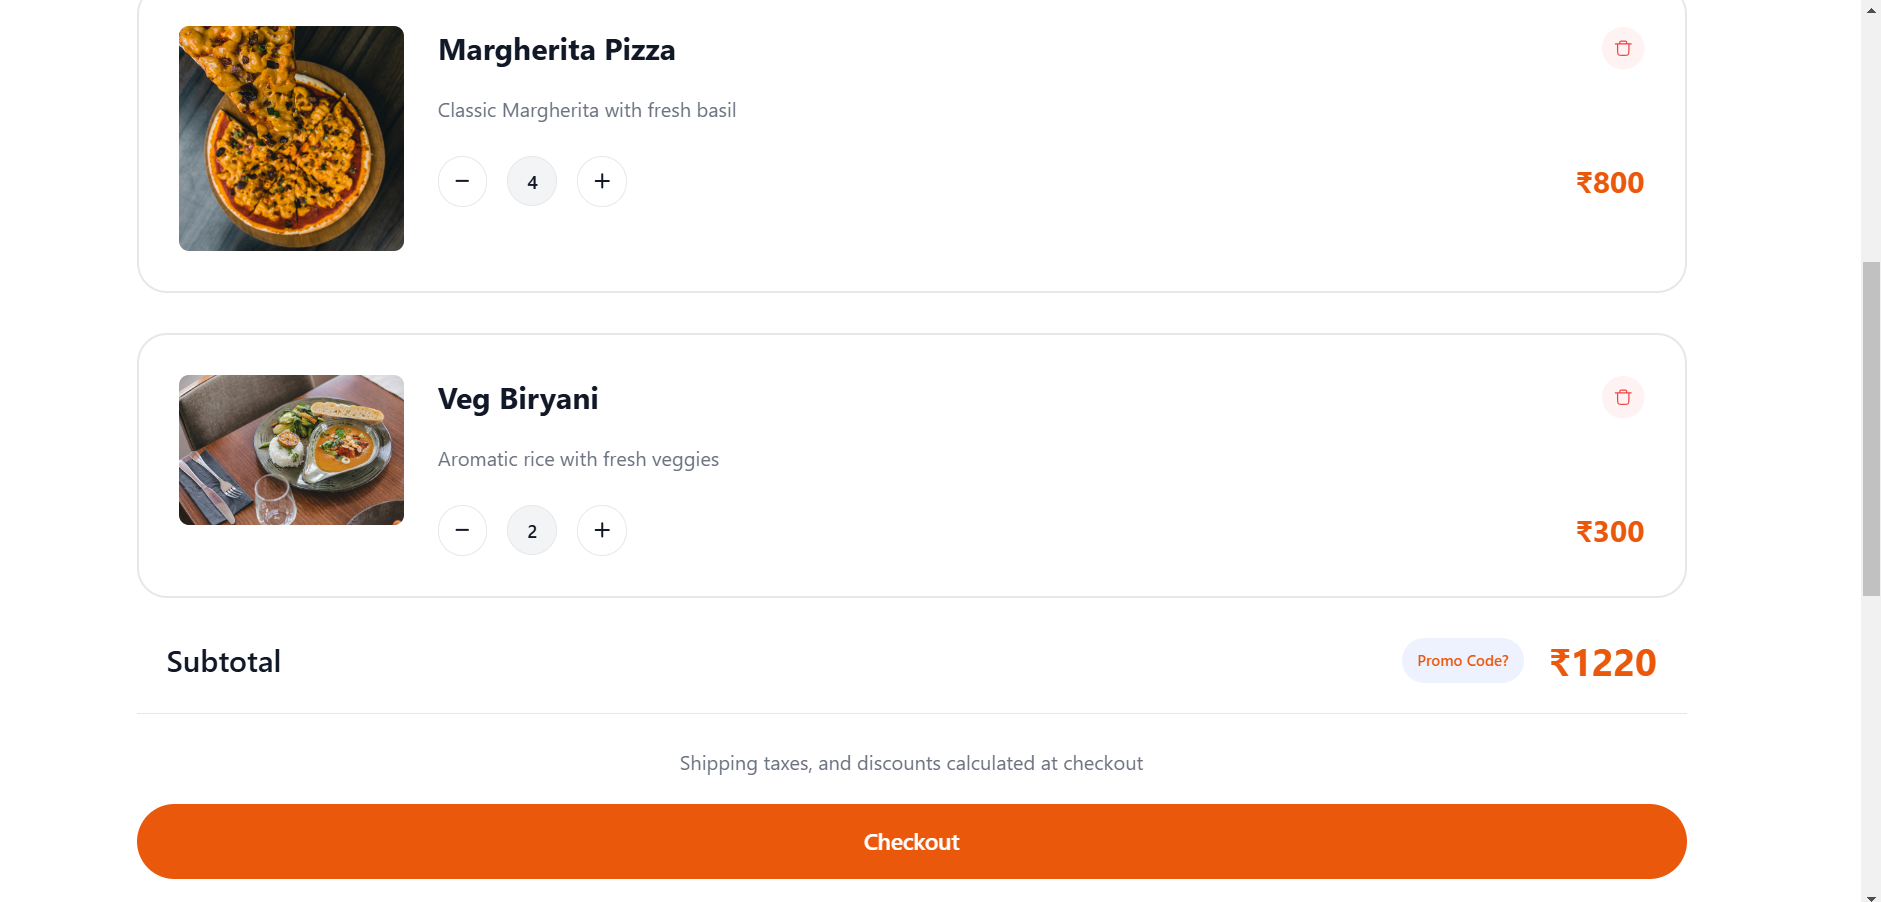 Margherita Pizza
Classic Margherita with fresh basil
− 4 +
₹800
Veg Biryani
Aromatic rice with fresh veggies
− 2 +
₹300
Subtotal
Promo Code?
₹1220
Shipping taxes, and discounts calculated at checkout
Checkout